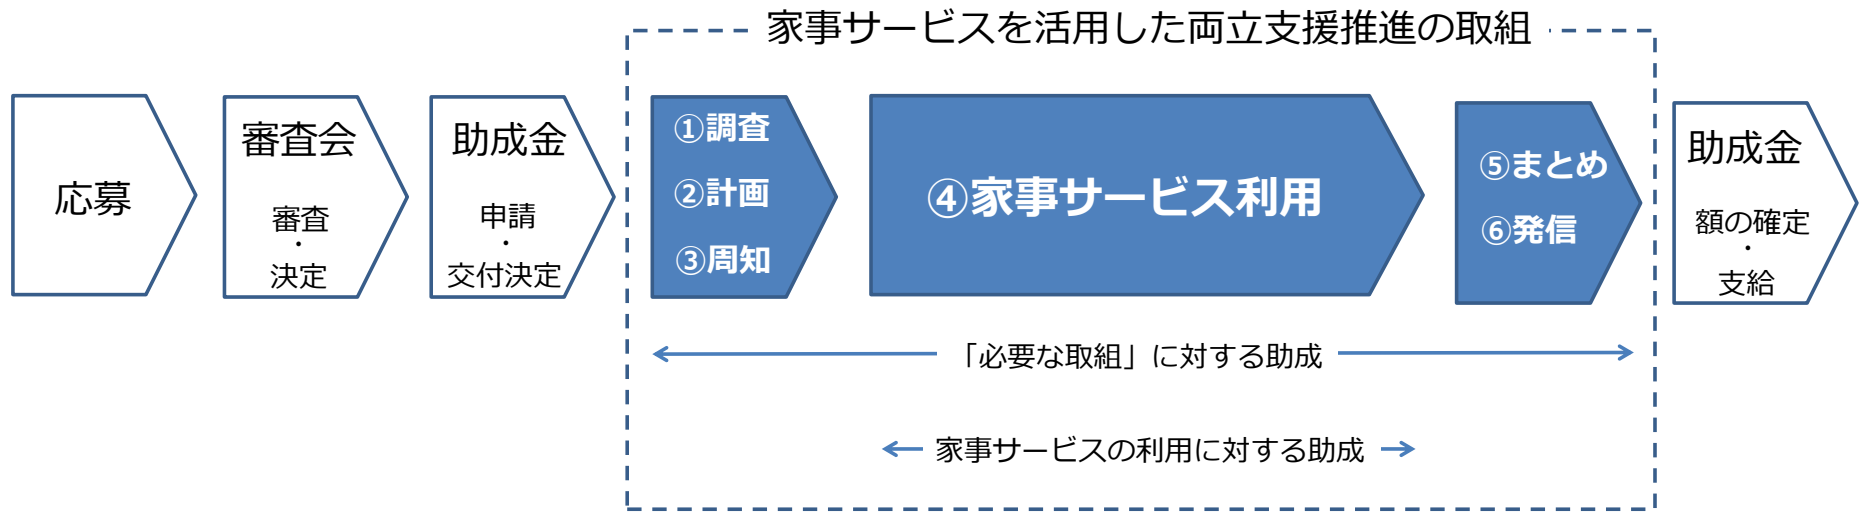 家事サービスを活用した両立支援推進の取組
応募
審査会
審査
・
決定
助成金
申請
・
交付決定
①調査
②計画
③周知
④家事サービス利用
⑤まとめ
⑥発信
助成金
額の確定
・
支給
「必要な取組」に対する助成
家事サービスの利用に対する助成